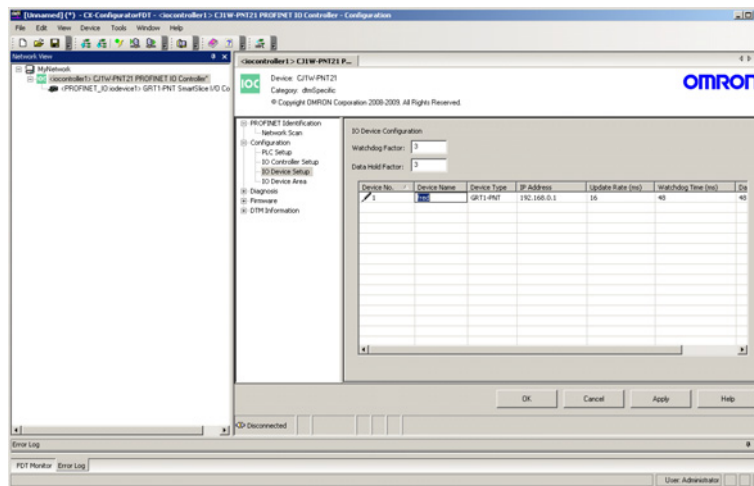 [Unnamed] (*) - CX-ConfiguratorFDT - <iocontroller1> CJ1W-PNT21 PROFINET IO Controller - Configuration
File Edit View Device Tools Window Help
Network View
MyNetwork
<iocontroller1> CJ1W-PNT21 PROFINET IO Controller*
<PROFINET_IO iodevice1> GRT1-PNT SmartSlice I/O Co
<iocontroller1> CJ1W-PNT21 P...
IOC
Device: CJ1W-PNT21
Category: dtmSpecific
© Copyright OMRON Corporation 2008-2009. All Rights Reserved.
OMRON
PROFINET Identification
Network Scan
Configuration
PLC Setup
IO Controller Setup
IO Device Setup
IO Device Area
Diagnosis
Firmware
DTM Information
IO Device Configuration
Watchdog Factor: 3
Data Hold Factor: 3
Device No. Device Name Device Type IP Address Update Rate (ms) Watchdog Time (ms) Da
1 fred GRT1-PNT 192.168.0.1 16 48 48
OK Cancel Apply Help
Disconnected
Error Log
FDT Monitor Error Log
User: Administrator